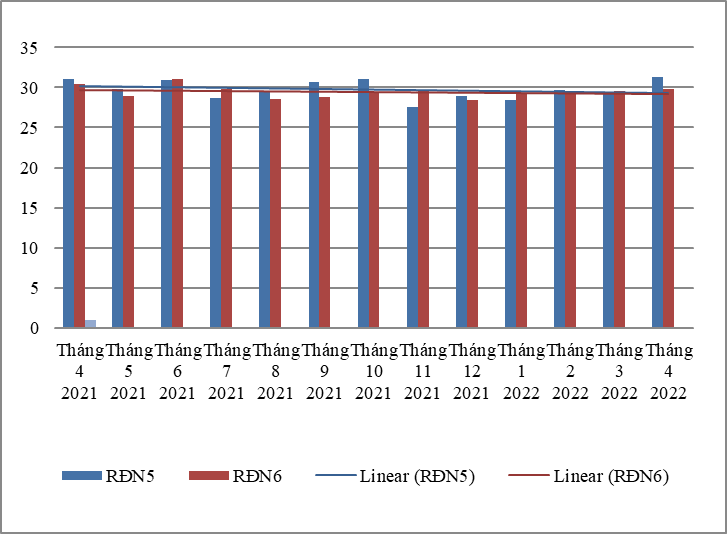 35
30
25
20
15
10
5
0
Tháng Tháng Tháng Tháng Tháng Tháng Tháng Tháng Tháng Tháng Tháng Tháng Tháng
4 5 6 7 8 9 10 11 12 1 2 3 4
2021 2021 2021 2021 2021 2021 2021 2021 2021 2022 2022 2022 2022
RĐN5 RĐN6 Linear (RĐN5) Linear (RĐN6)